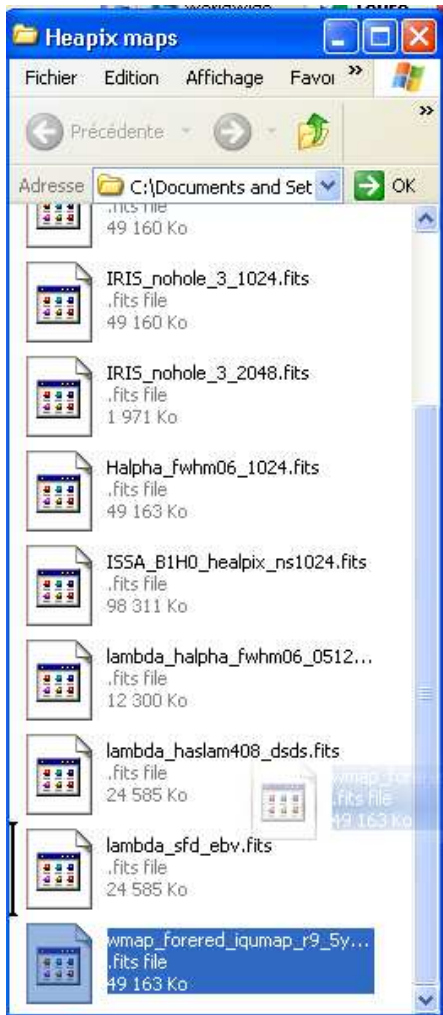 Heapix maps
Fichier Edition Affichage Favoi »
Précédente »
Adresse C:\Documents and Set OK
.fits file
49 160 Ko
IRIS_nohole_3_1024.fits
.fits file
49 160 Ko
IRIS_nohole_3_2048.fits
.fits file
1 971 Ko
Halpha_fwhm06_1024.fits
.fits file
49 163 Ko
ISSA_B1H0_healpix_ns1024.fits
.fits file
98 311 Ko
lambda_halpha_fwhm06_0512...
.fits file
12 300 Ko
lambda_haslam408_dsds.fits
.fits file
24 585 Ko
wmap_fore
.fits file
49 163 Ko
lambda_sfd_ebv.fits
.fits file
24 585 Ko
wmap_forered_iqumap_r9_5y...
.fits file
49 163 Ko